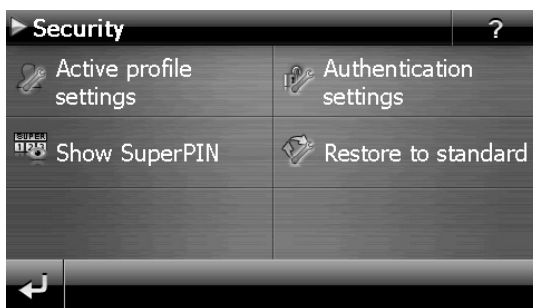 Security
?
Active profile
settings
Authentication
settings
SUPER
123
Show SuperPIN
Restore to standard